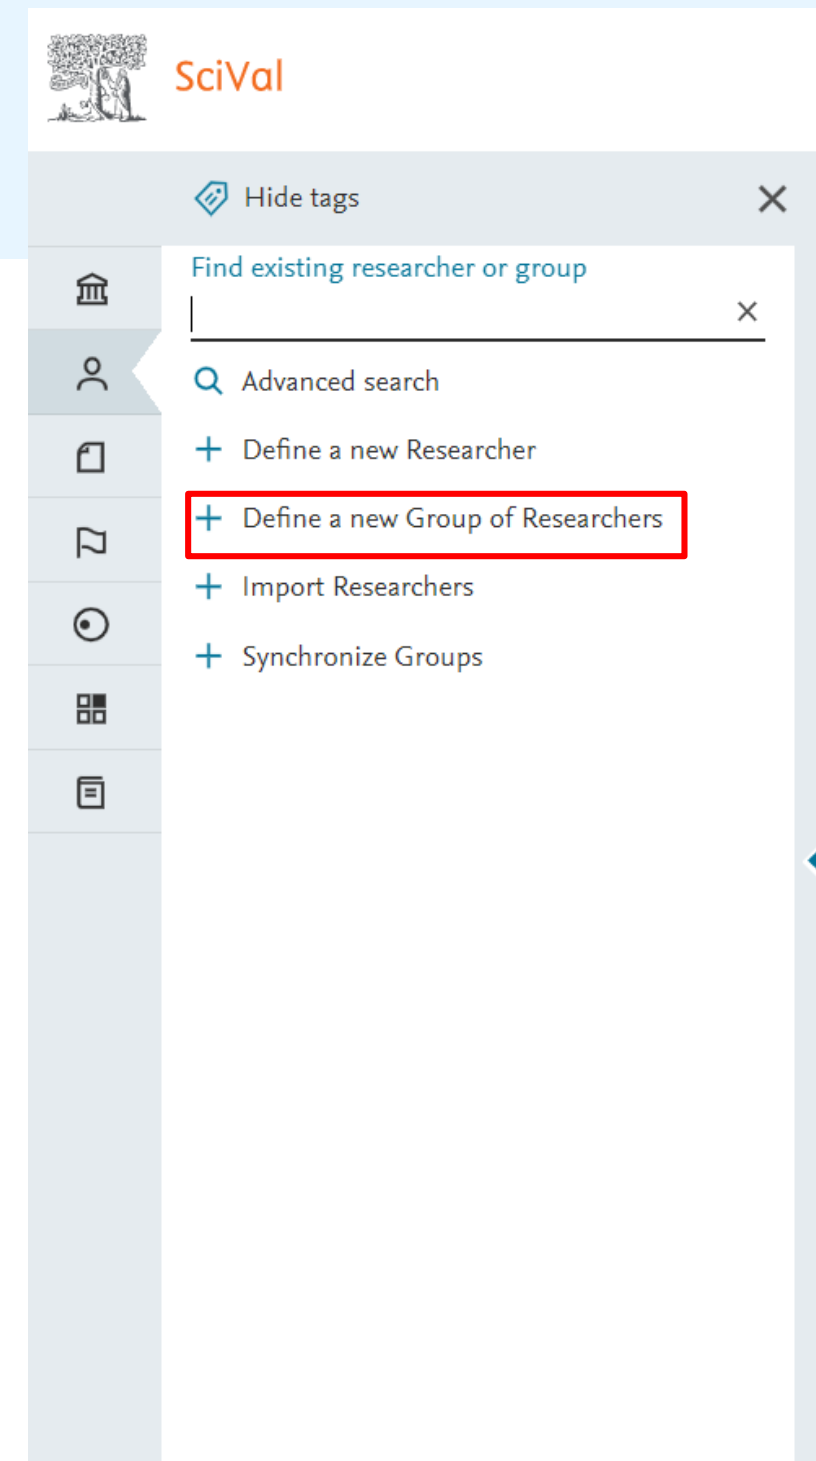 SciVal
Hide tags
Find existing researcher or group
Advanced search
Define a new Researcher
Define a new Group of Researchers
Import Researchers
Synchronize Groups